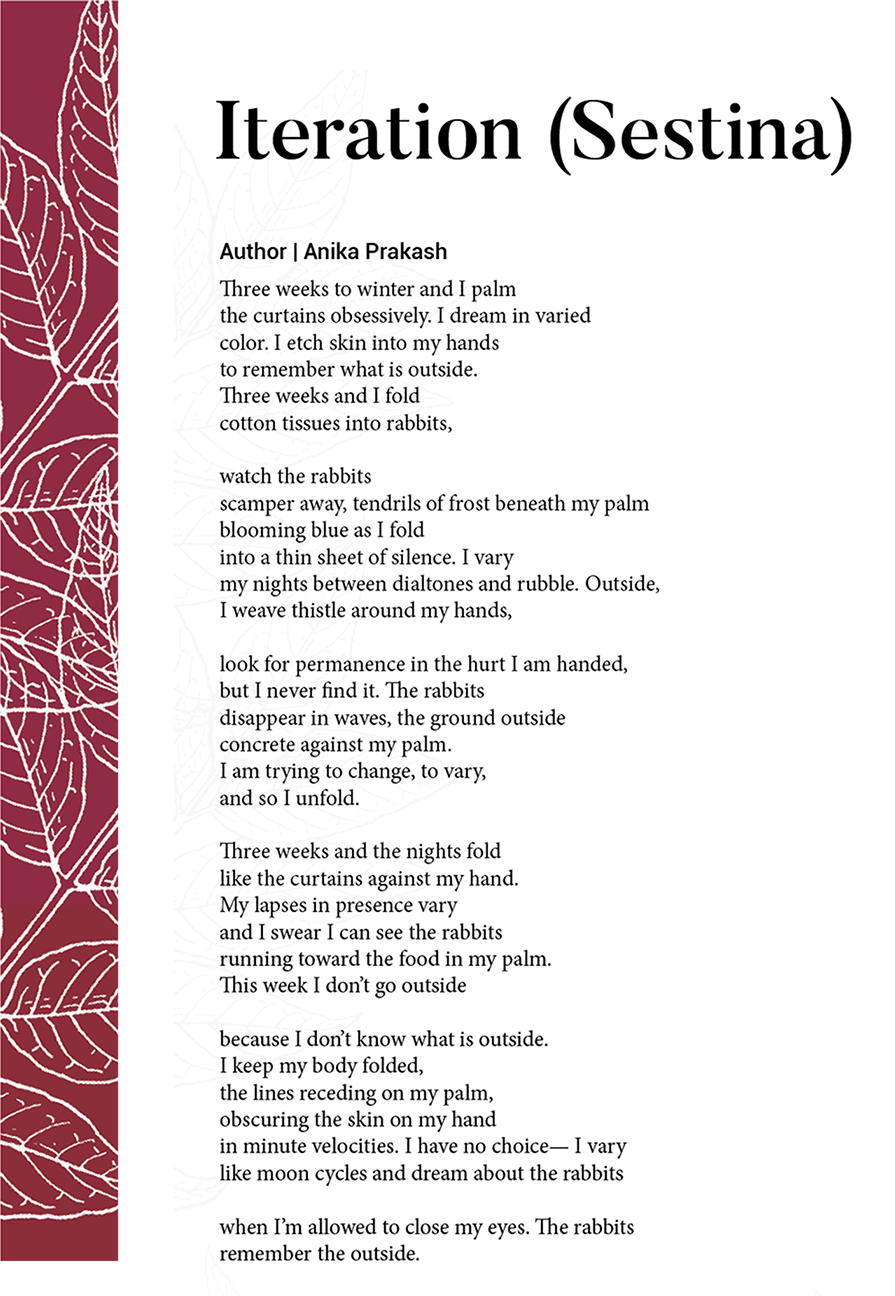 Iteration (Sestina)
Author | Anika Prakash
Three weeks to winter and I palm
the curtains obsessively. I dream in varied
color. I etch skin into my hands
to remember what is outside.
Three weeks and I fold
cotton tissues into rabbits,
watch the rabbits
scamper away, tendrils of frost beneath my palm
blooming blue as I fold
into a thin sheet of silence. I vary
my nights between dialtones and rubble. Outside,
I weave thistle around my hands,
look for permanence in the hurt I am handed,
but I never find it. The rabbits
disappear in waves, the ground outside
concrete against my palm.
I am trying to change, to vary,
and so I unfold.
Three weeks and the nights fold
like the curtains against my hand.
My lapses in presence vary
and I swear I can see the rabbits
running toward the food in my palm.
This week I don’t go outside
because I don’t know what is outside.
I keep my body folded,
the lines receding on my palm,
obscuring the skin on my hand
in minute velocities. I have no choice— I vary
like moon cycles and dream about the rabbits
when I’m allowed to close my eyes. The rabbits
remember the outside.